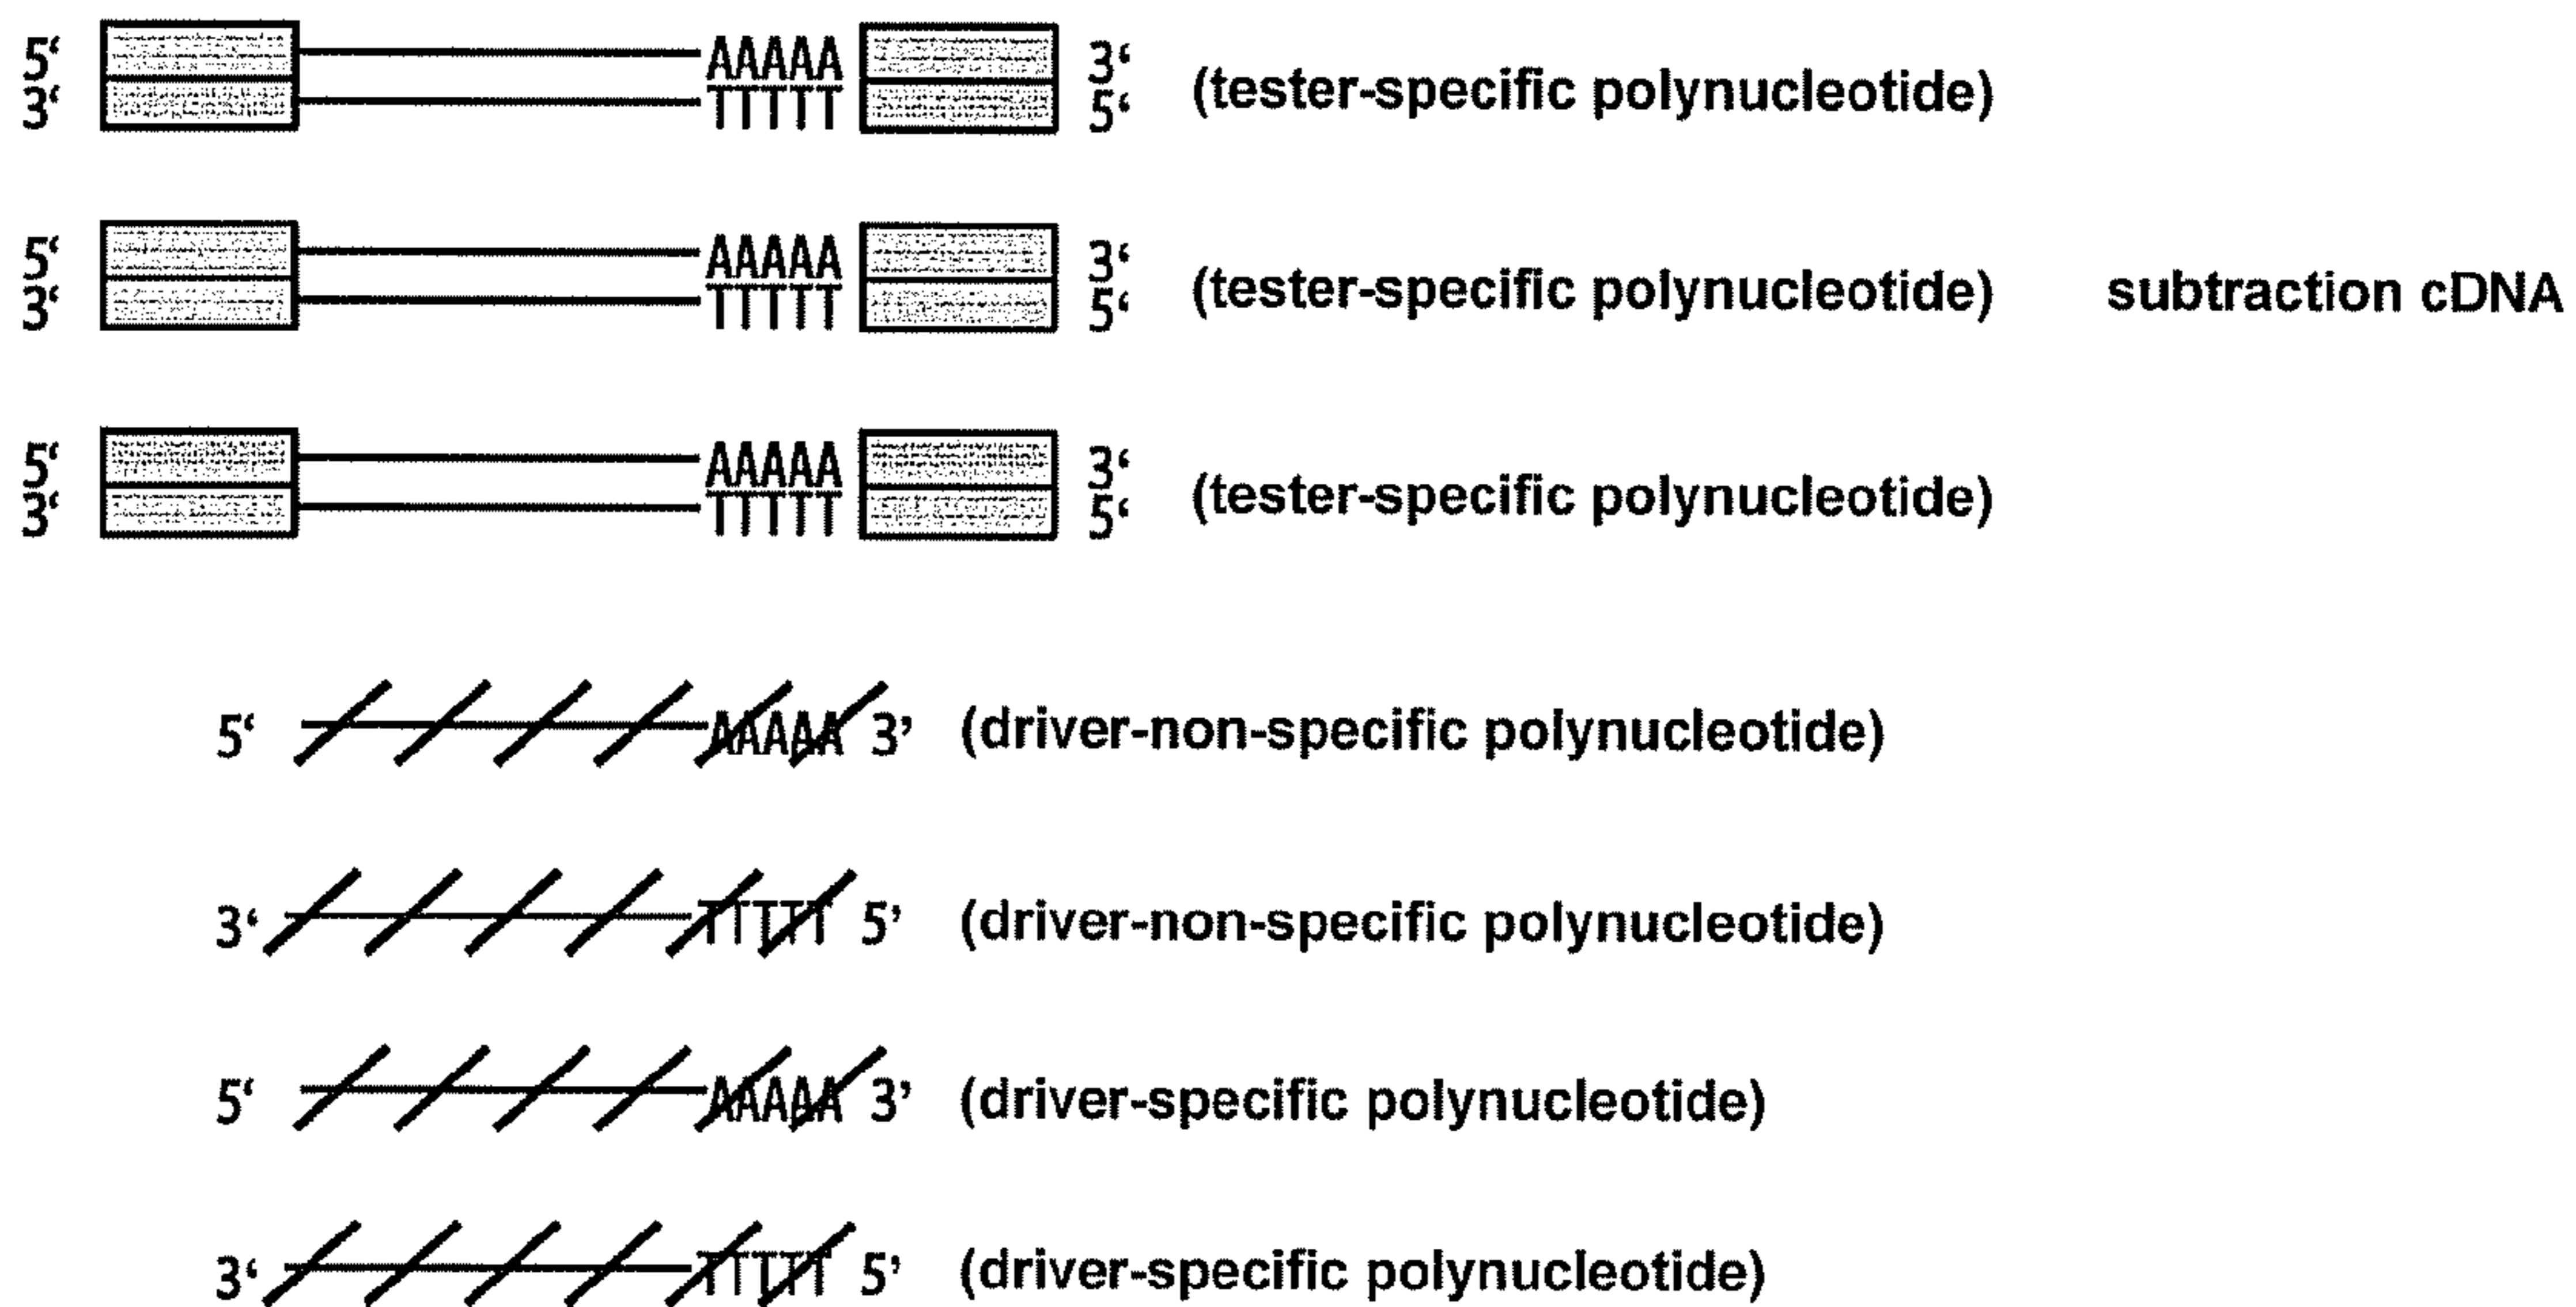 5‘ AAAAA 3‘
3‘ TTTTT 5‘ (tester-specific polynucleotide)
5‘ AAAAA 3‘
3‘ TTTTT 5‘ (tester-specific polynucleotide) subtraction cDNA
5‘ AAAAA 3‘
3‘ TTTTT 5‘ (tester-specific polynucleotide)
5‘ AAAAA 3’ (driver-non-specific polynucleotide)
3‘ TTTTT 5’ (driver-non-specific polynucleotide)
5‘ AAAAA 3’ (driver-specific polynucleotide)
3‘ TTTTT 5’ (driver-specific polynucleotide)